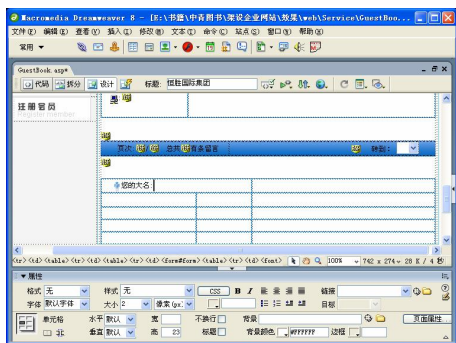 Macromedia Dreamweaver 8 - [E:\书籍\中青图书\架设企业网站\效果\web\Service\GuestBoo...
文件(F) 编辑(E) 查看(V) 插入(I) 修改(M) 文本(T) 命令(C) 站点(S) 窗口(W) 帮助(H)
常用
GuestBook.asp*
代码 拆分 设计 标题: 恒胜国际集团
注册官员
Register member
页次 总共 有条留言 转到:
您的大名:
<tr> <td> <table> <tr> <td> <table> <tr> <td> <form#form> <table> <tr> <td> <font> 100% 742 x 274 28 K / 4 秒
属性
格式 无 样式 无 CSS B I 链接
字体 默认字体 大小 2 像素(px) 目标
单元格 水平 默认 宽 不换行 背景 页面属性
垂直 默认 高 23 标题 背景颜色 #FFFFFF 边框